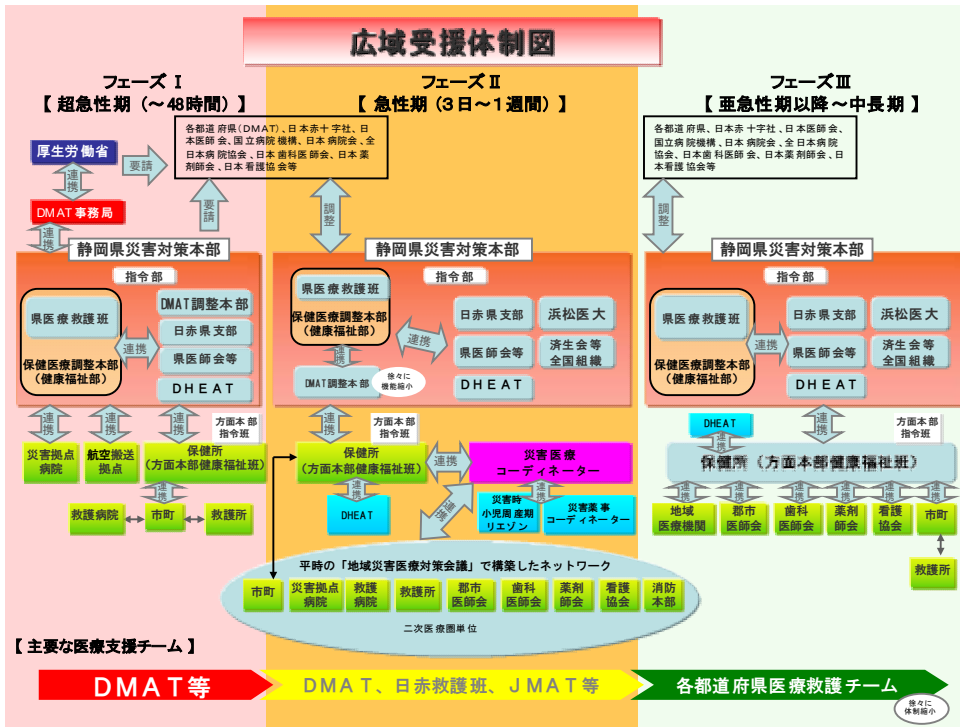 広域受援体制図
フェーズⅠ
【 超急性期（～48時間）】
フェーズⅡ
【 急性期（３日～１週間）】
フェーズⅢ
【 亜急性期以降～中長期 】
厚生労働省
連携
要請
DMAT事務局
連携
要請
各都道府県（DMAT）、日本赤十字社、日
本医師会、国立病院機構、日本病院会、全
日本病院協会、日本歯科医師会、日本薬
剤師会、日本看護協会等
調整
各都道府県、日本赤十字社、日本医師会、
国立病院機構、日本病院会、全日本病院
協会、日本歯科医師会、日本薬剤師会、日
本看護協会等
調整
静岡県災害対策本部
指令部
県医療救護班
保健医療調整本部
（健康福祉部）
連携
DMAT調整本部
日赤県支部
県医師会等
DHEAT
連携
連携
連携
方面本部
指令班
災害拠点
病院
航空搬送
拠点
保健所
（方面本部健康福祉班）
連携
救護病院
市町
救護所
静岡県災害対策本部
指令部
県医療救護班
保健医療調整本部
（健康福祉部）
連携
DMAT調整本部
徐々に
機能縮小
連携
日赤県支部
浜松医大
県医師会等
済生会等
全国組織
DHEAT
連携
方面本部
指令班
保健所
（方面本部健康福祉班）
連携
災害医療
コーディネーター
連携
DHEAT
連携
連携
災害時
小児周産期
リエゾン
災害薬事
コーディネーター
平時の「地域災害医療対策会議」で構築したネットワーク
市町
災害拠点
病院
救護
病院
救護所
郡市
医師会
歯科
医師会
薬剤
師会
看護
協会
消防
本部
二次医療圏単位
静岡県災害対策本部
指令部
県医療救護班
保健医療調整本部
（健康福祉部）
連携
日赤県支部
浜松医大
県医師会等
済生会等
全国組織
DHEAT
連携
方面本部
指令班
DHEAT
連携
保健所（方面本部健康福祉班）
連携
連携
連携
連携
連携
連携
地域
医療機関
郡市
医師会
歯科
医師会
薬剤
師会
看護
協会
市町
救護所
【 主要な医療支援チーム 】
ＤＭＡＴ等
ＤＭＡＴ、日赤救護班、ＪＭＡＴ等
各都道府県医療救護チーム
徐々に
体制縮小